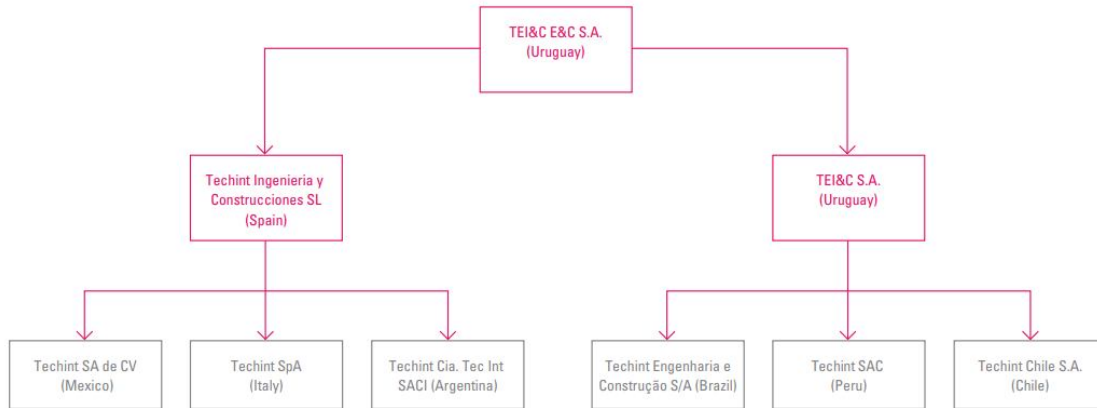 TEI&C E&C S.A.
(Uruguay)
Techint Ingenieria y
Construcciones SL
(Spain)
TEI&C S.A.
(Uruguay)
Techint SA de CV
(Mexico)
Techint SpA
(Italy)
Techint Cia. Tec Int
SACI (Argentina)
Techint Engenharia e
Construção S/A (Brazil)
Techint SAC
(Peru)
Techint Chile S.A.
(Chile)